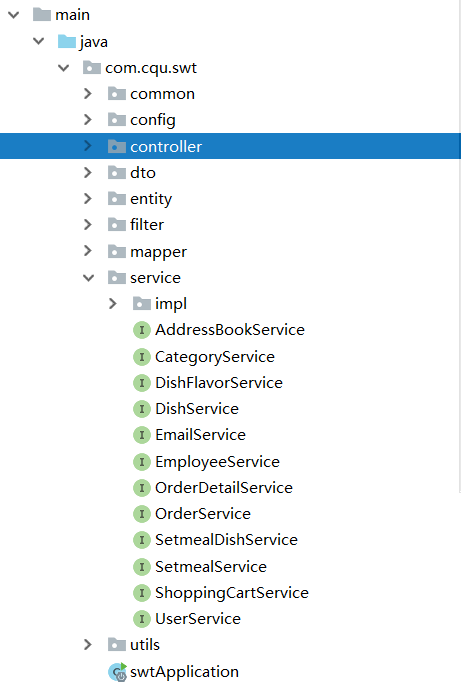 main
java
com.cqu.swt
common
config
controller
dto
entity
filter
mapper
service
impl
I AddressBookService
I CategoryService
I DishFlavorService
I DishService
I EmailService
I EmployeeService
I OrderDetailService
I OrderService
I SetmealDishService
I SetmealService
I ShoppingCartService
I UserService
utils
C swtApplication